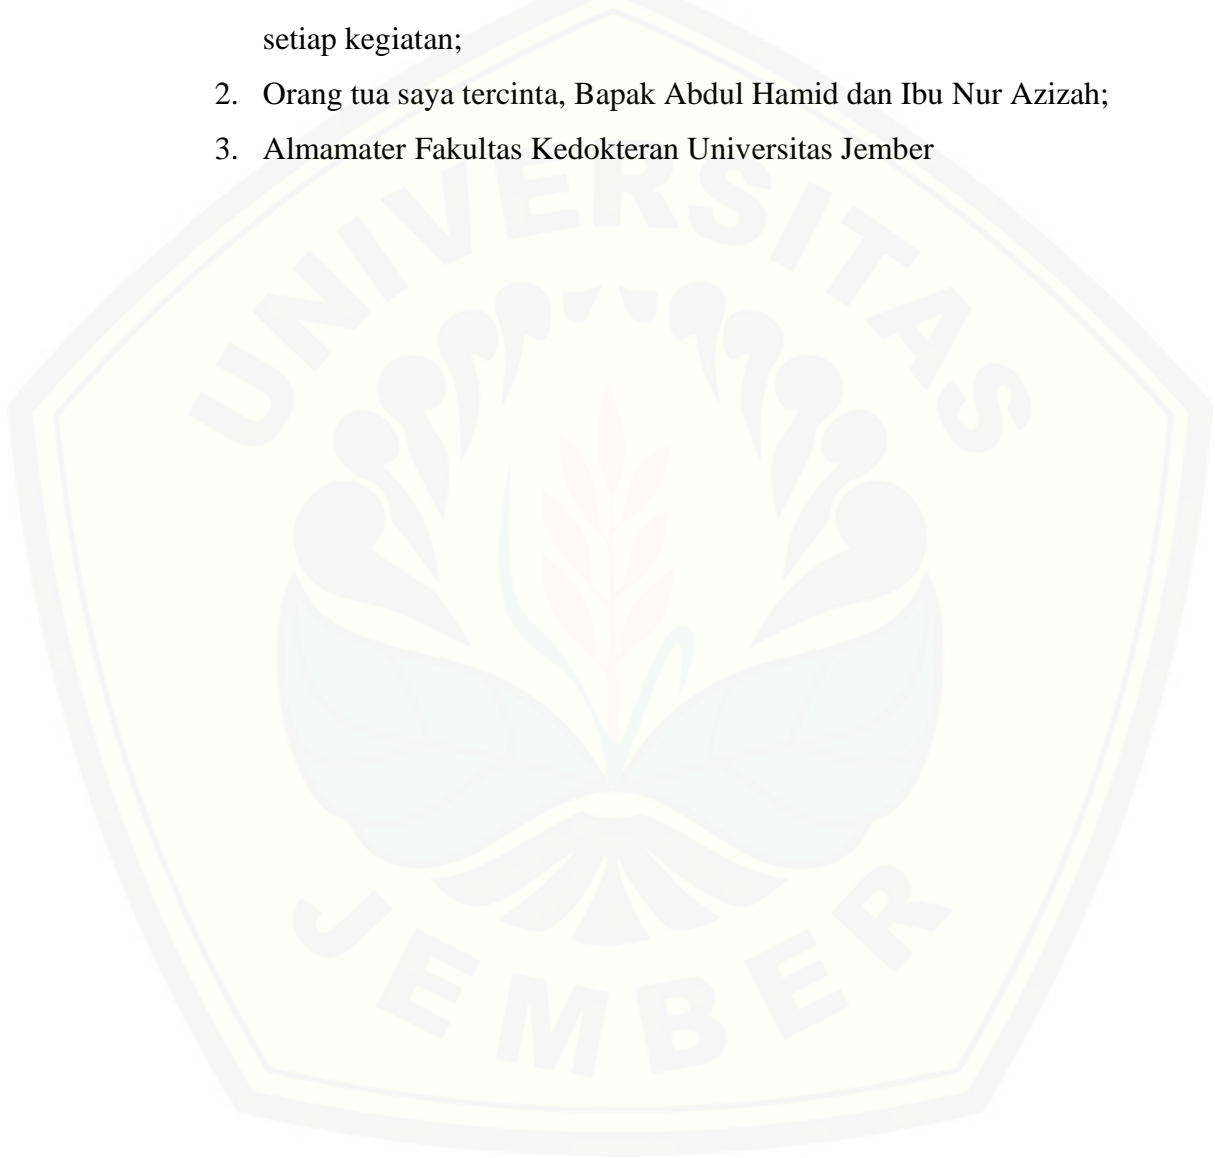 setiap kegiatan;
2. Orang tua saya tercinta, Bapak Abdul Hamid dan Ibu Nur Azizah;
3. Almamater Fakultas Kedokteran Universitas Jember
UNIVERSITAS
JEMBER